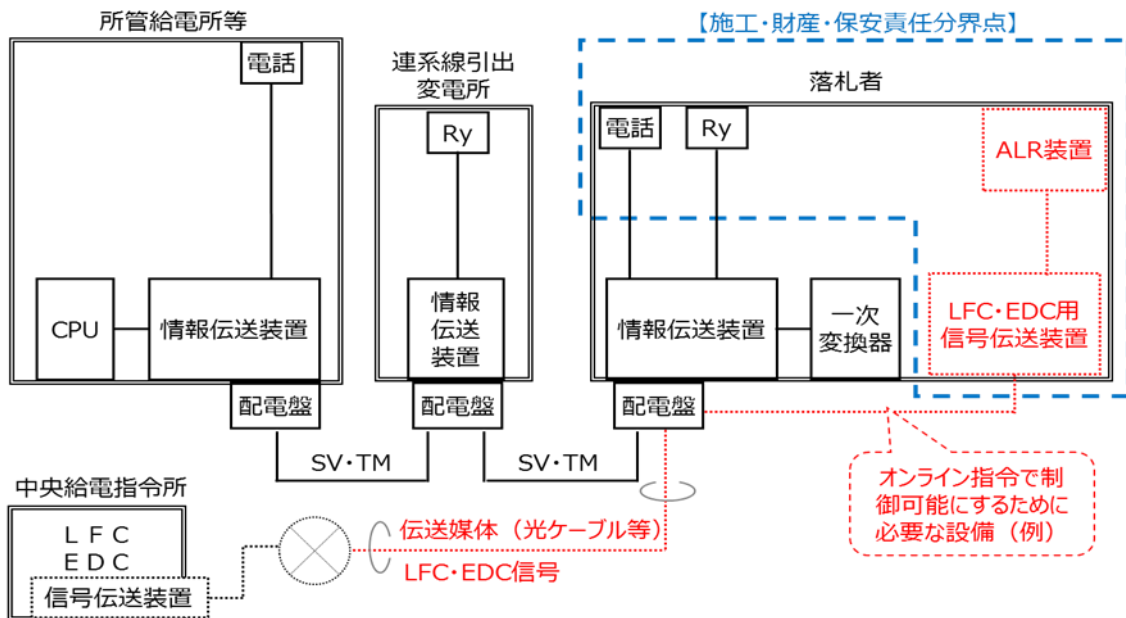 所管給電所等
電話
CPU
情報伝送装置
配電盤
連系線引出
変電所
Ry
情報
伝送
装置
配電盤
【施工・財産・保安責任分界点】
落札者
電話
Ry
ALR装置
情報伝送装置
一次
変換器
LFC・EDC用
信号伝送装置
配電盤
SV・TM
SV・TM
オンライン指令で制
御可能にするために
必要な設備（例）
中央給電指令所
ＬＦＣ
ＥＤＣ
信号伝送装置
伝送媒体（光ケーブル等）
LFC・EDC信号